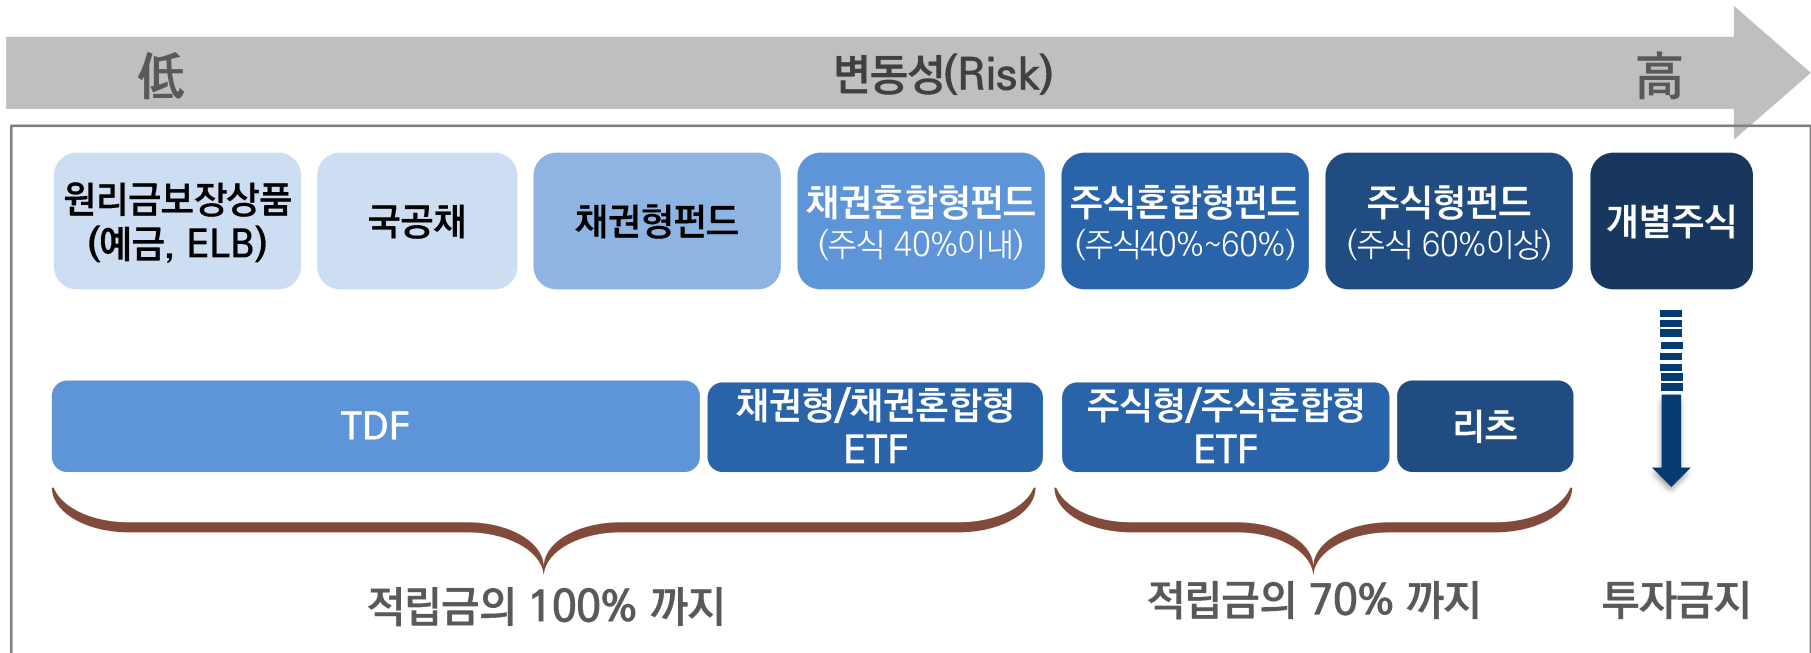 低
변동성(Risk)
高
원리금보장상품
(예금, ELB)
국공채
채권형펀드
채권혼합형펀드
(주식 40%이내)
주식혼합형펀드
(주식40%~60%)
주식형펀드
(주식 60%이상)
개별주식
TDF
채권형/채권혼합형
ETF
주식형/주식혼합형
ETF
리츠
적립금의 100% 까지
적립금의 70% 까지
투자금지